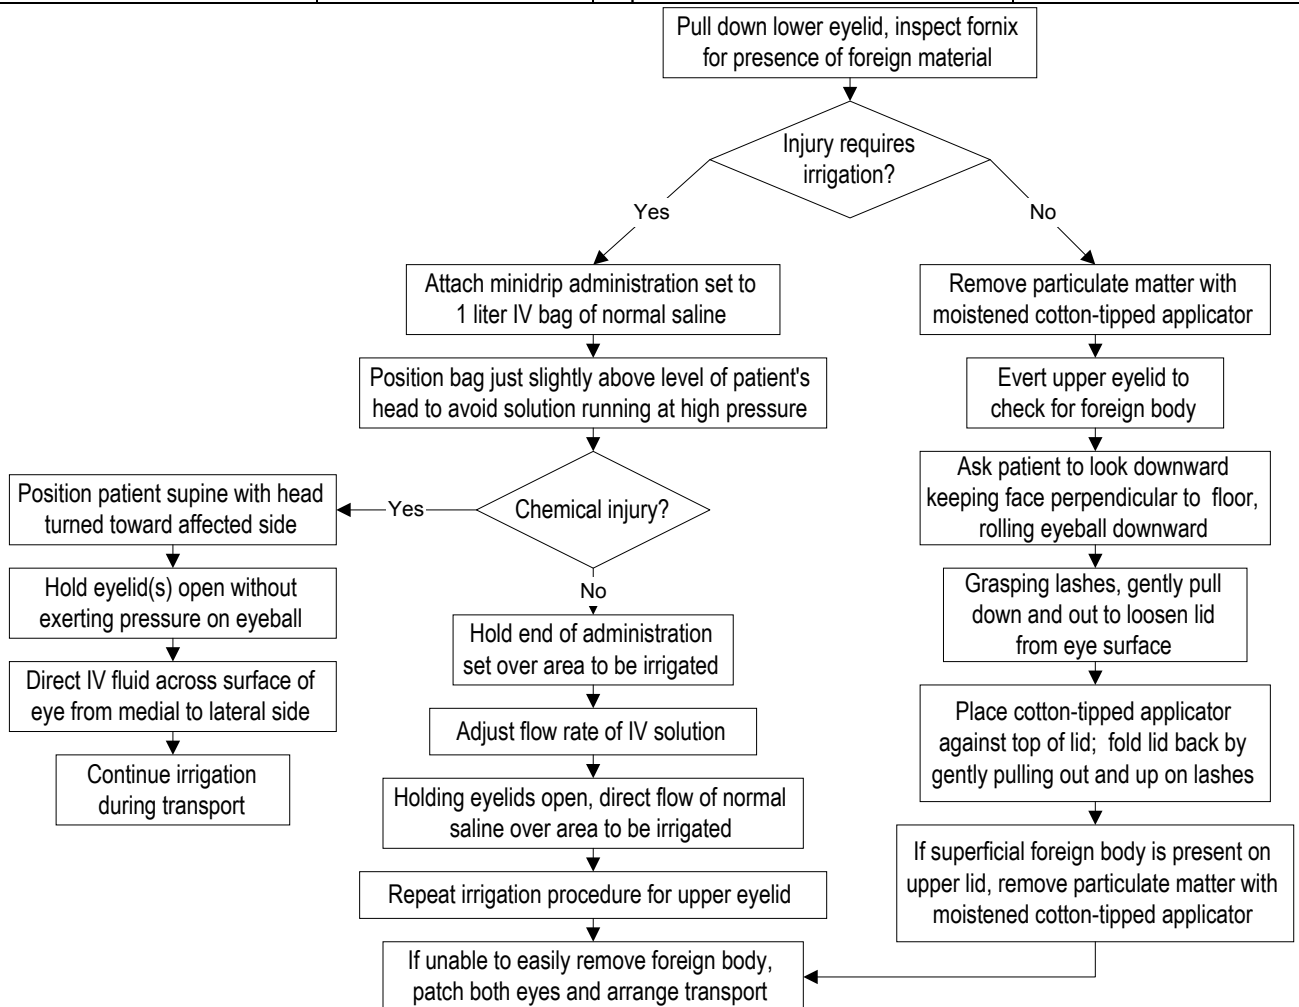 Pull down lower eyelid, inspect fornix
for presence of foreign material
Injury requires
irrigation?
Yes
No
Attach minidrip administration set to
1 liter IV bag of normal saline
Position bag just slightly above level of patient's
head to avoid solution running at high pressure
Chemical injury?
Yes
Position patient supine with head
turned toward affected side
Hold eyelid(s) open without
exerting pressure on eyeball
Direct IV fluid across surface of
eye from medial to lateral side
Continue irrigation
during transport
No
Hold end of administration
set over area to be irrigated
Adjust flow rate of IV solution
Holding eyelids open, direct flow of normal
saline over area to be irrigated
Repeat irrigation procedure for upper eyelid
If unable to easily remove foreign body,
patch both eyes and arrange transport
Remove particulate matter with
moistened cotton-tipped applicator
Evert upper eyelid to
check for foreign body
Ask patient to look downward
keeping face perpendicular to floor,
rolling eyeball downward
Grasping lashes, gently pull
down and out to loosen lid
from eye surface
Place cotton-tipped applicator
against top of lid; fold lid back by
gently pulling out and up on lashes
If superficial foreign body is present on
upper lid, remove particulate matter with
moistened cotton-tipped applicator